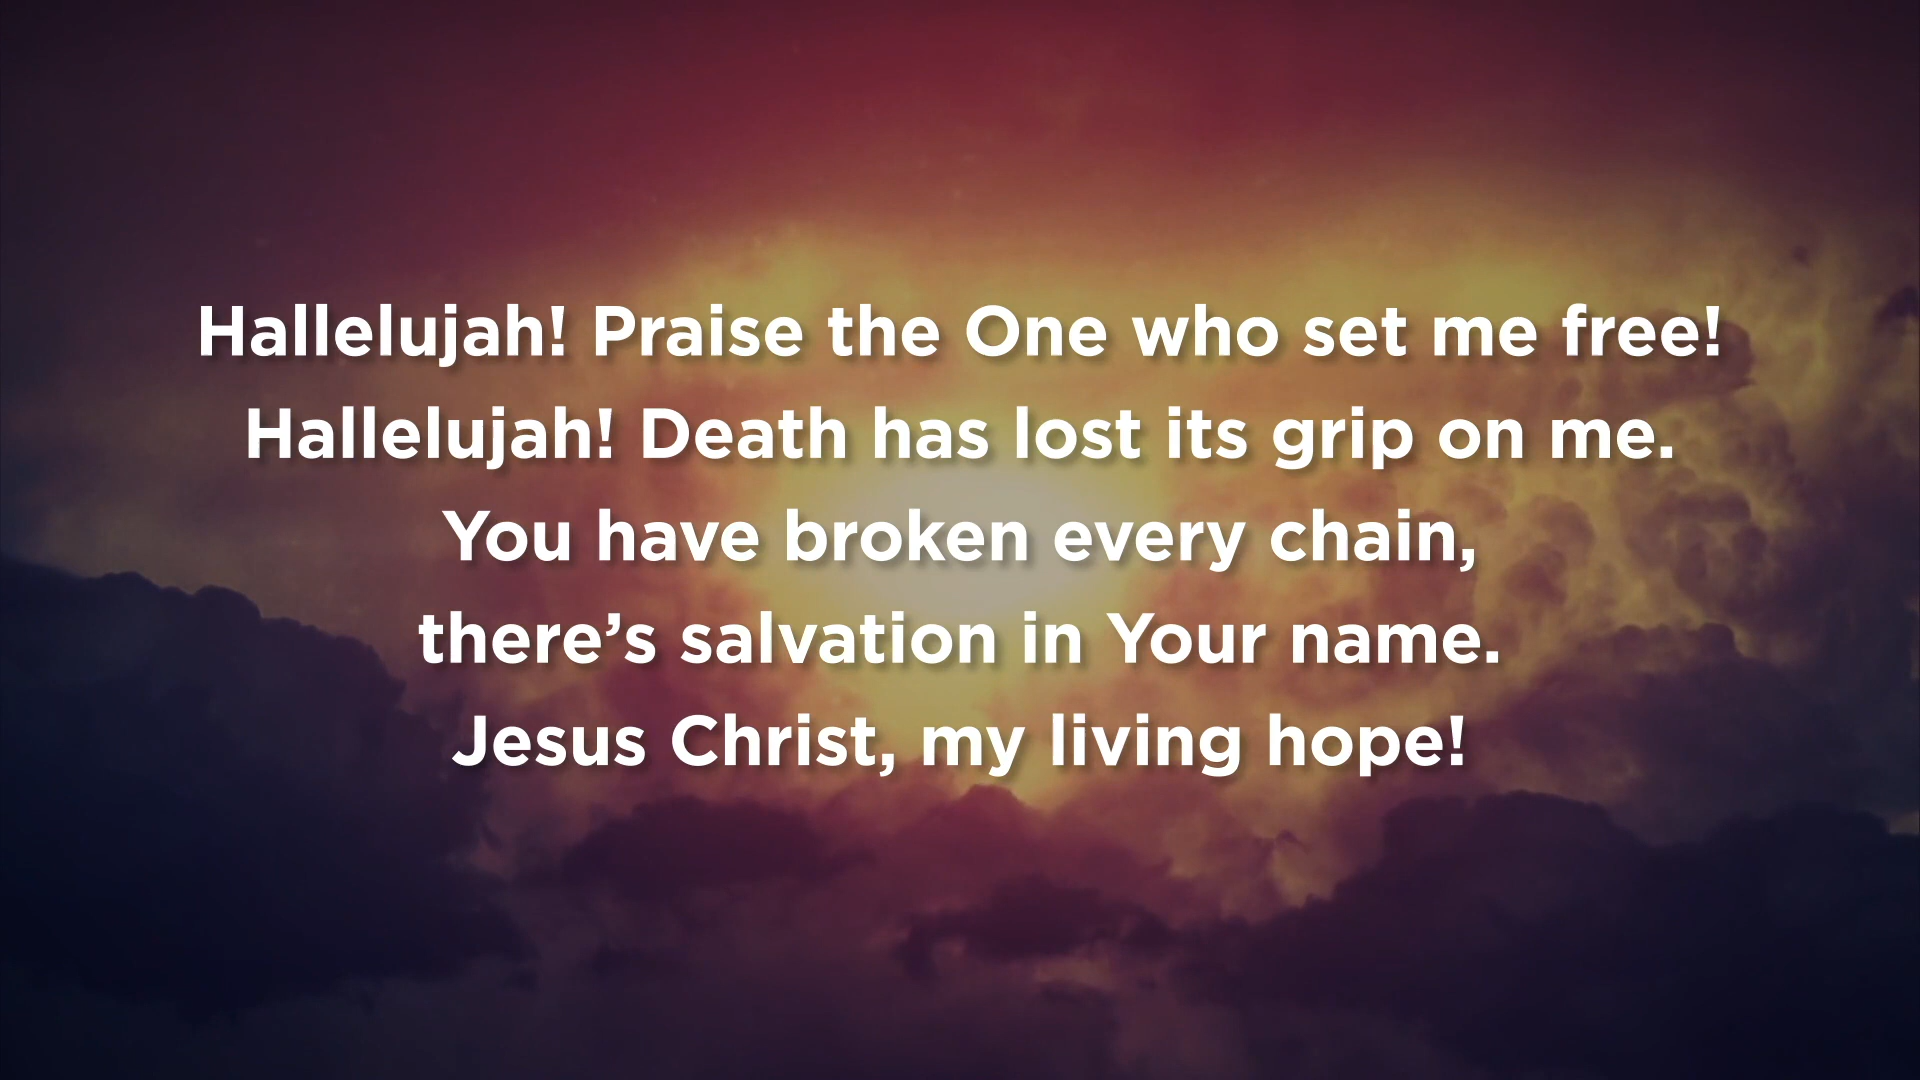 Hallelujah! Praise the One who set me free!
Hallelujah! Death has lost its grip on me.
You have broken every chain,
there’s salvation in Your name.
Jesus Christ, my living hope!